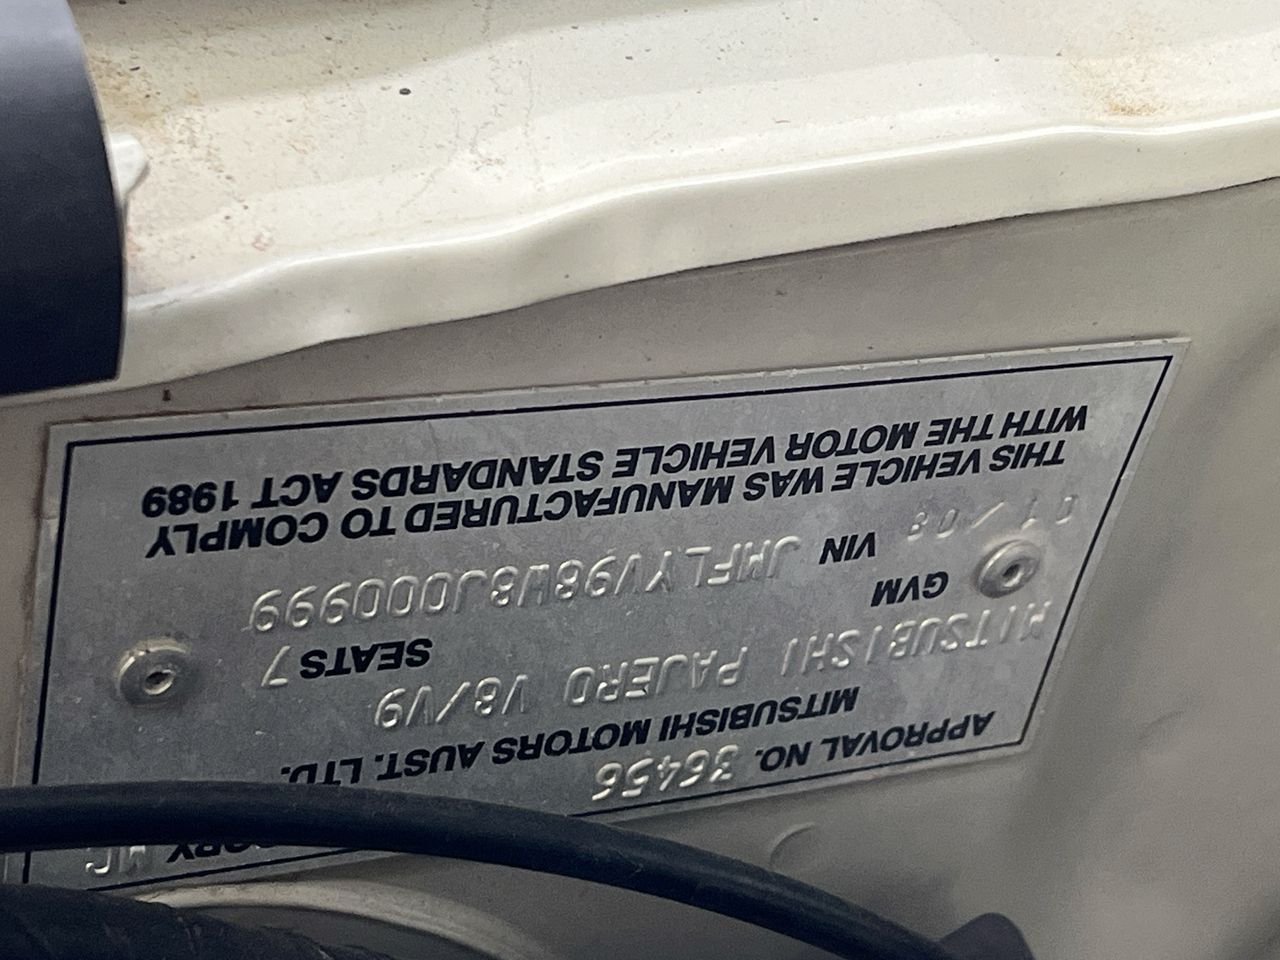 APPROVAL NO. 36456 MC
MITSUBISHI MOTORS AUST. LTD.
MITSUBISHI PAJERO V8/V9
GVM SEATS 7
01/08 VIN JMFLYV98W8J000999
THIS VEHICLE WAS MANUFACTURED TO COMPLY
WITH THE MOTOR VEHICLE STANDARDS ACT 1989